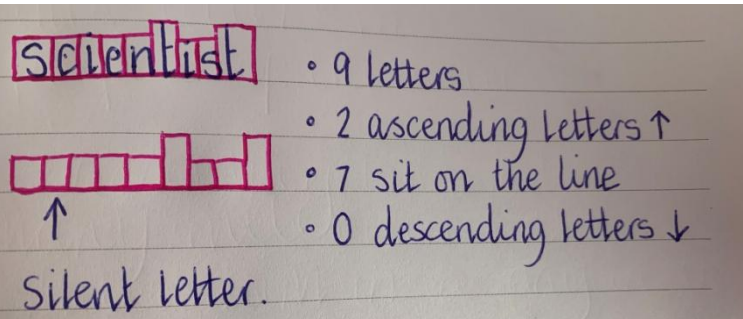 scientist
• 9 letters
• 2 ascending letters ↑
• 7 sit on the line
↑
• 0 descending letters ↓
Silent letter.